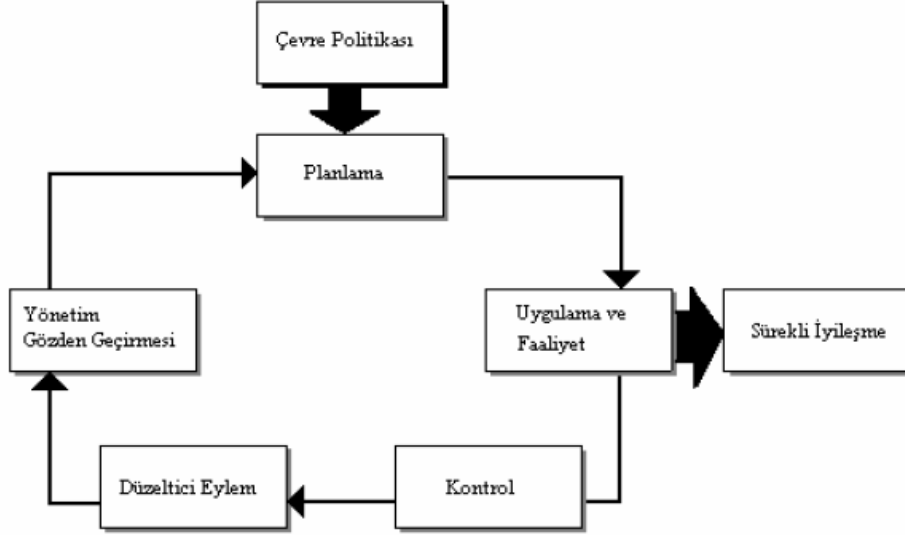 Çevre Politikası
Planlama
Yönetim
Gözden Geçirmesi
Uygulama ve
Faaliyet
Sürekli İyileşme
Düzeltici Eylem
Kontrol